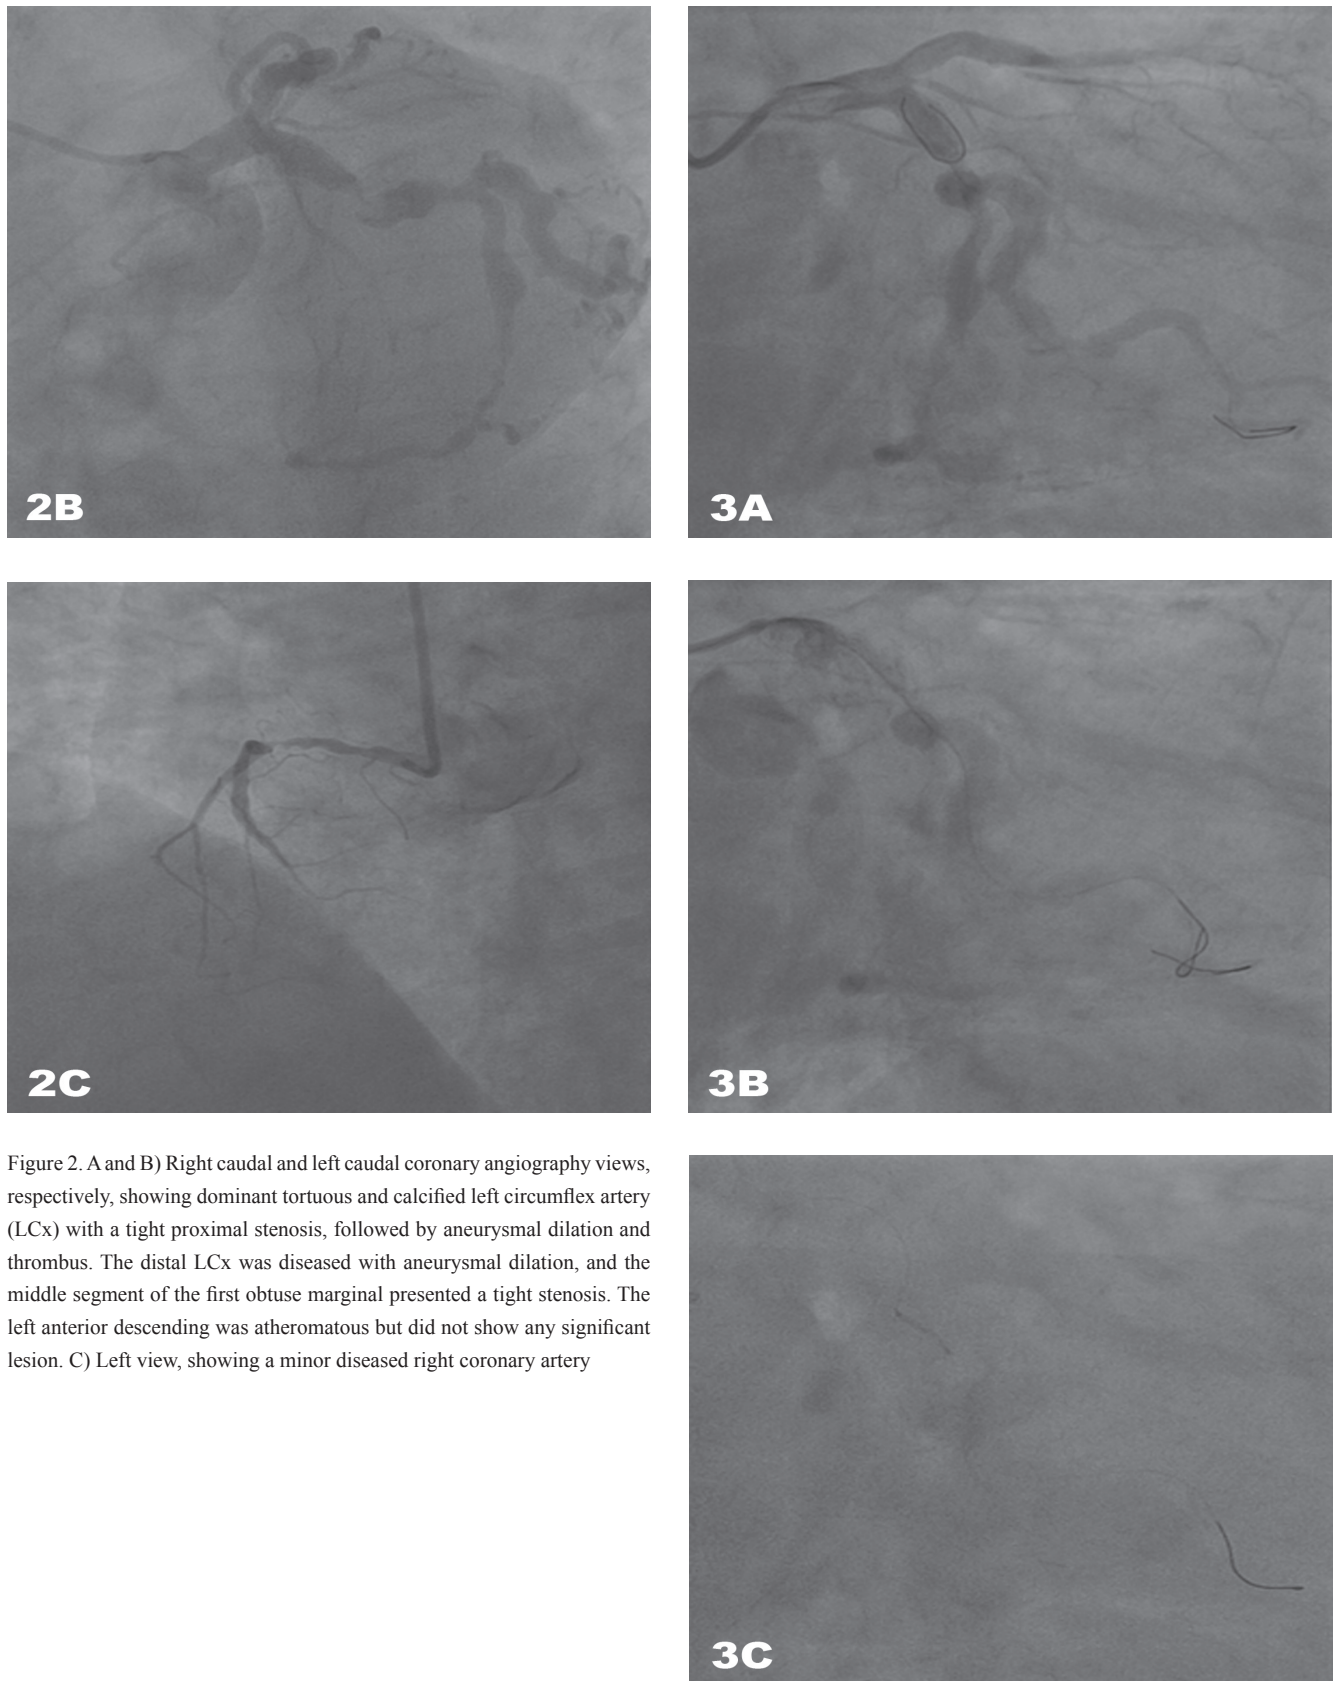 2B
3A
2C
3B
Figure 2. A and B) Right caudal and left caudal coronary angiography views,
respectively, showing dominant tortuous and calcified left circumflex artery
(LCx) with a tight proximal stenosis, followed by aneurysmal dilation and
thrombus. The distal LCx was diseased with aneurysmal dilation, and the
middle segment of the first obtuse marginal presented a tight stenosis. The
left anterior descending was atheromatous but did not show any significant
lesion. C) Left view, showing a minor diseased right coronary artery
3C